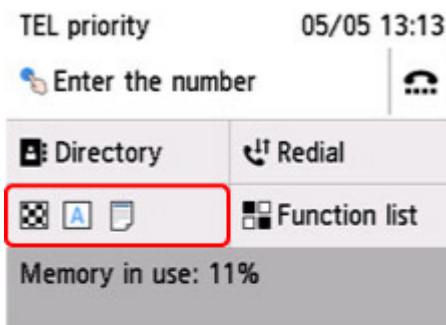 TEL priority 05/05 13:13
Enter the number
Directory Redial
A Function list
Memory in use: 11%